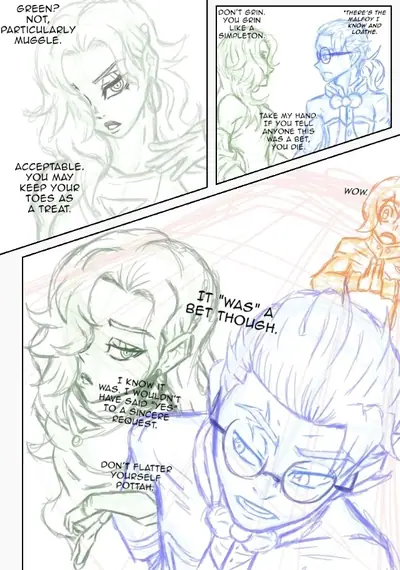 GREEN?
NOT,
PARTICULARLY
MUGGLE.
ACCEPTABLE.
YOU MAY
KEEP YOUR
TOES AS
A TREAT.
DON'T GRIN.
YOU GRIN
LIKE A
SIMPLETON.
"THERE'S THE
MALFOY I
KNOW AND
LOATHE.
TAKE MY HAND
IF YOU TELL
ANYONE THIS
WAS A BET,
YOU DIE.
WOW.
IT "WAS" A
BET THOUGH.
I KNOW IT
WAS, I WOULDN'T
HAVE SAID "YES"
TO A SINCERE
REQUEST.
DON'T FLATTER
YOURSELF
POTTAH.